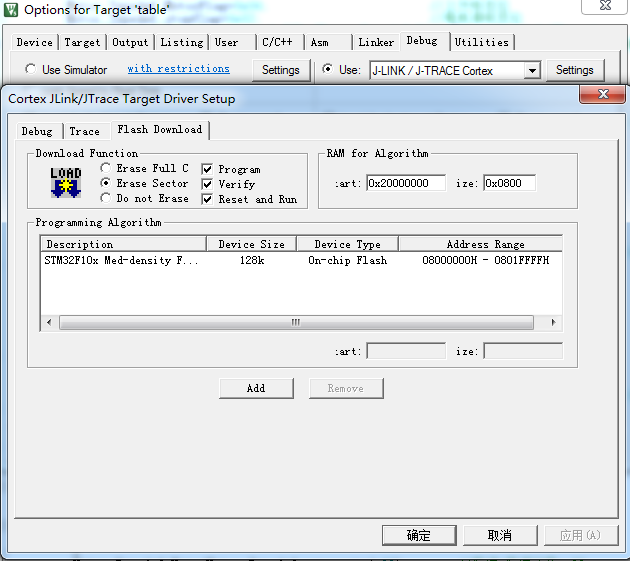 Options for Target 'table'
Device Target Output Listing User C/C++ Asm Linker Debug Utilities
Use Simulator with restrictions Settings Use: J-LINK / J-TRACE Cortex Settings
Cortex JLink/JTrace Target Driver Setup
Debug Trace Flash Download
Download Function RAM for Algorithm
LOAD Erase Full C Program
Erase Sector Verify :art: 0x20000000 ize: 0x0800
Do not Erase Reset and Run
Programming Algorithm
Description Device Size Device Type Address Range
STM32F10x Med-density F... 128k On-chip Flash 08000000H - 0801FFFFH
:art: ize:
Add Remove
确定 取消 应用(A)